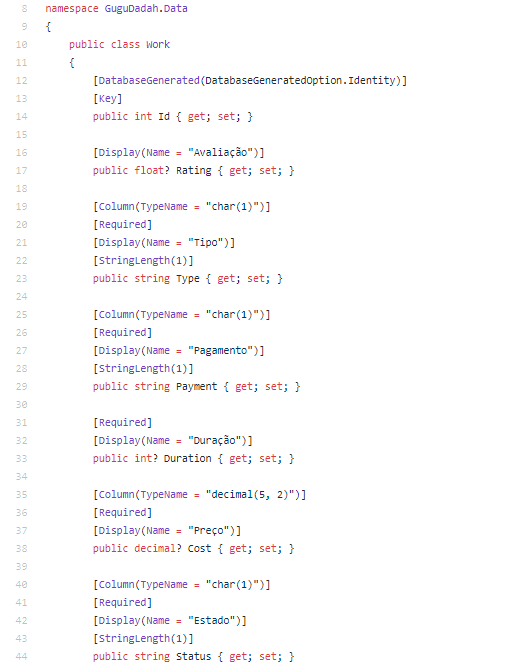 8 namespace GuguDadah.Data
9 {
10 public class Work
11 {
12 [DatabaseGenerated(DatabaseGeneratedOption.Identity)]
13 [Key]
14 public int Id { get; set; }
15
16 [Display(Name = "Avaliação")]
17 public float? Rating { get; set; }
18
19 [Column(TypeName = "char(1)")]
20 [Required]
21 [Display(Name = "Tipo")]
22 [StringLength(1)]
23 public string Type { get; set; }
24
25 [Column(TypeName = "char(1)")]
26 [Required]
27 [Display(Name = "Pagamento")]
28 [StringLength(1)]
29 public string Payment { get; set; }
30
31 [Required]
32 [Display(Name = "Duração")]
33 public int? Duration { get; set; }
34
35 [Column(TypeName = "decimal(5, 2)")]
36 [Required]
37 [Display(Name = "Preço")]
38 public decimal? Cost { get; set; }
39
40 [Column(TypeName = "char(1)")]
41 [Required]
42 [Display(Name = "Estado")]
43 [StringLength(1)]
44 public string Status { get; set; }